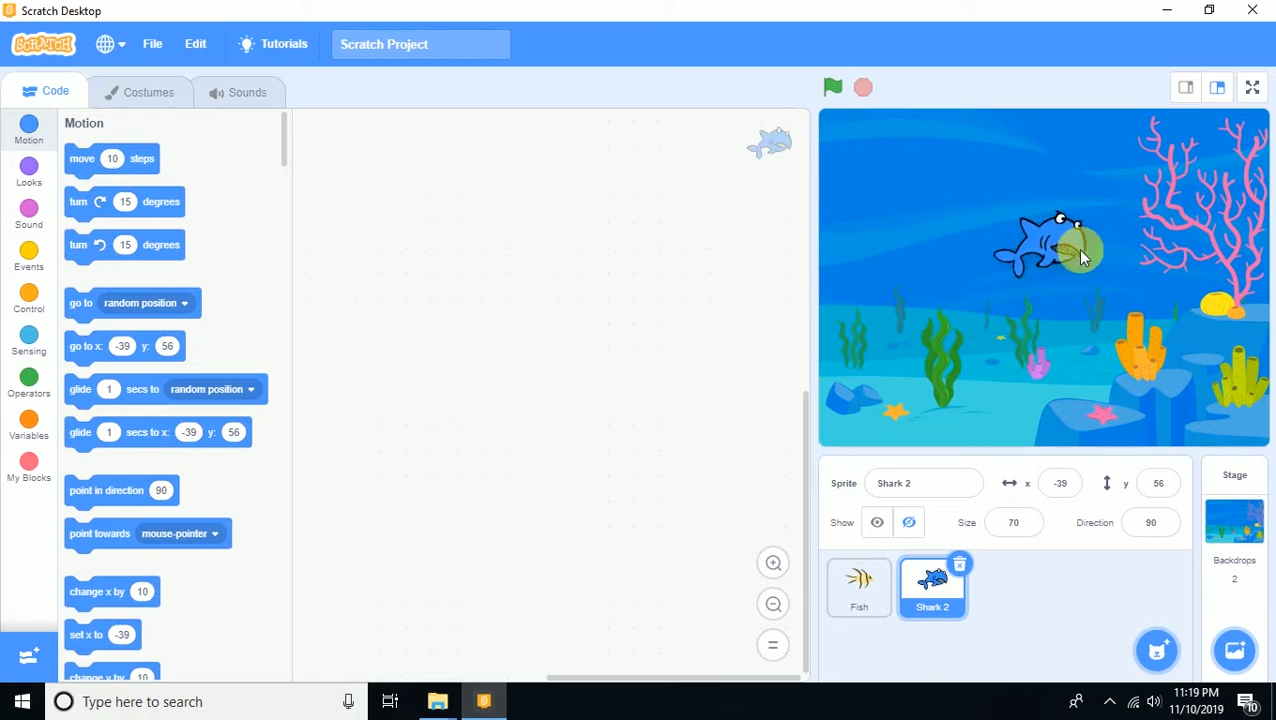 Scratch Desktop
SCRATCH File Edit Tutorials Scratch Project
Code Costumes Sounds
Motion
Looks
Sound
Events
Control
Sensing
Operators
Variables
My Blocks
Motion
move 10 steps
turn 15 degrees
turn 15 degrees
go to random position
go to x: -39 y: 56
glide 1 secs to random position
glide 1 secs to x: -39 y: 56
point in direction 90
point towards mouse-pointer
change x by 10
set x to -39
change y by 10
Sprite Shark 2 x -39 y 56
Show Size 70 Direction 90
Fish
Shark 2
Stage
Backdrops
2
Type here to search
11:19 PM
11/10/2019
10